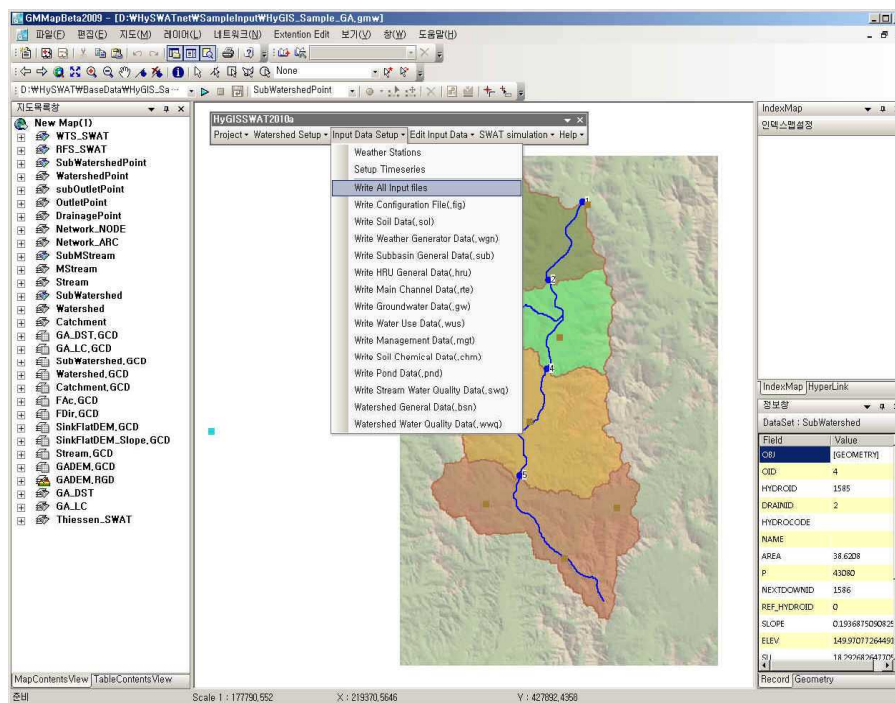 GMMapBeta2009 - [D:₩HySWATnet₩SampleInput₩HyGIS_Sample_GA.gmw]
파일(F) 편집(E) 지도(M) 레이어(L) 네트워크(N) Extention Edit 보기(V) 창(W) 도움말(H)
None
D:₩HySWAT₩BaseData₩HyGIS_Sa··· SubWatershedPoint
지도목록창
New Map(1)
WTS_SWAT
RFS_SWAT
SubWatershedPoint
WatershedPoint
subOutletPoint
OutletPoint
DrainagePoint
Network_NODE
Network_ARC
SubMStream
MStream
Stream
SubWatershed
Watershed
Catchment
GA_DST,GCD
GA_LC,GCD
SubWatershed,GCD
Watershed,GCD
Catchment,GCD
FAc,GCD
FDir,GCD
SinkFlatDEM,GCD
SinkFlatDEM_Slope,GCD
Stream,GCD
GADEM,GCD
GADEM,RGD
GA_DST
GA_LC
Thiessen_SWAT
MapContentsView TableContentsView
HyGISSWAT2010a
Project Watershed Setup Input Data Setup Edit Input Data SWAT simulation Help
Weather Stations
Setup Timeseries
Write All Input files
Write Configuration File(,fig)
Write Soil Data(,sol)
Write Weather Generator Data(,wgn)
Write Subbasin General Data(,sub)
Write HRU General Data(,hru)
Write Main Channel Data(,rte)
Write Groundwater Data(,gw)
Write Water Use Data(,wus)
Write Management Data(,mgt)
Write Soil Chemical Data(,chm)
Write Pond Data(,pnd)
Write Stream Water Quality Data(,swq)
Watershed General Data(,bsn)
Watershed Water Quality Data(,wwq)
1
2
4
5
IndexMap
인덱스맵설정
IndexMap HyperLink
정보창
DataSet : SubWatershed
Field Value
OBJ [GEOMETRY]
OID 4
HYDROID 1585
DRAINID 2
HYDROCODE
NAME
AREA 38.6208
P 43080
NEXTDOWNID 1586
REF_HYDROID 0
SLOPE 0.1936875090825
ELEV 149.97077264491
SU 18.292682647705
Record Geometry
준비 Scale 1 : 177790,552 X : 219370,5646 Y : 427892,4358